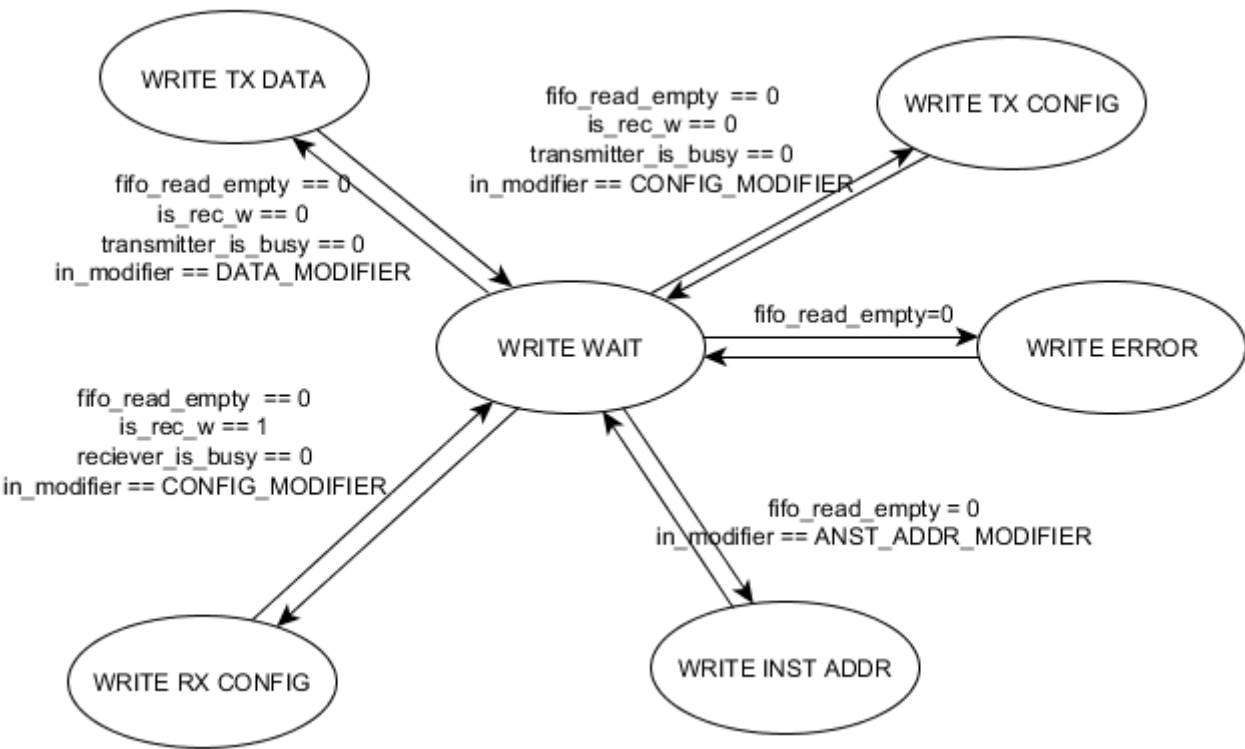 WRITE TX DATA
fifo_read_empty == 0
is_rec_w == 0
transmitter_is_busy == 0
in_modifier == DATA_MODIFIER
fifo_read_empty == 0
is_rec_w == 0
transmitter_is_busy == 0
in_modifier == CONFIG_MODIFIER
WRITE TX CONFIG
WRITE WAIT
fifo_read_empty=0
WRITE ERROR
fifo_read_empty == 0
is_rec_w == 1
reciever_is_busy == 0
in_modifier == CONFIG_MODIFIER
fifo_read_empty = 0
in_modifier == ANST_ADDR_MODIFIER
WRITE RX CONFIG
WRITE INST ADDR